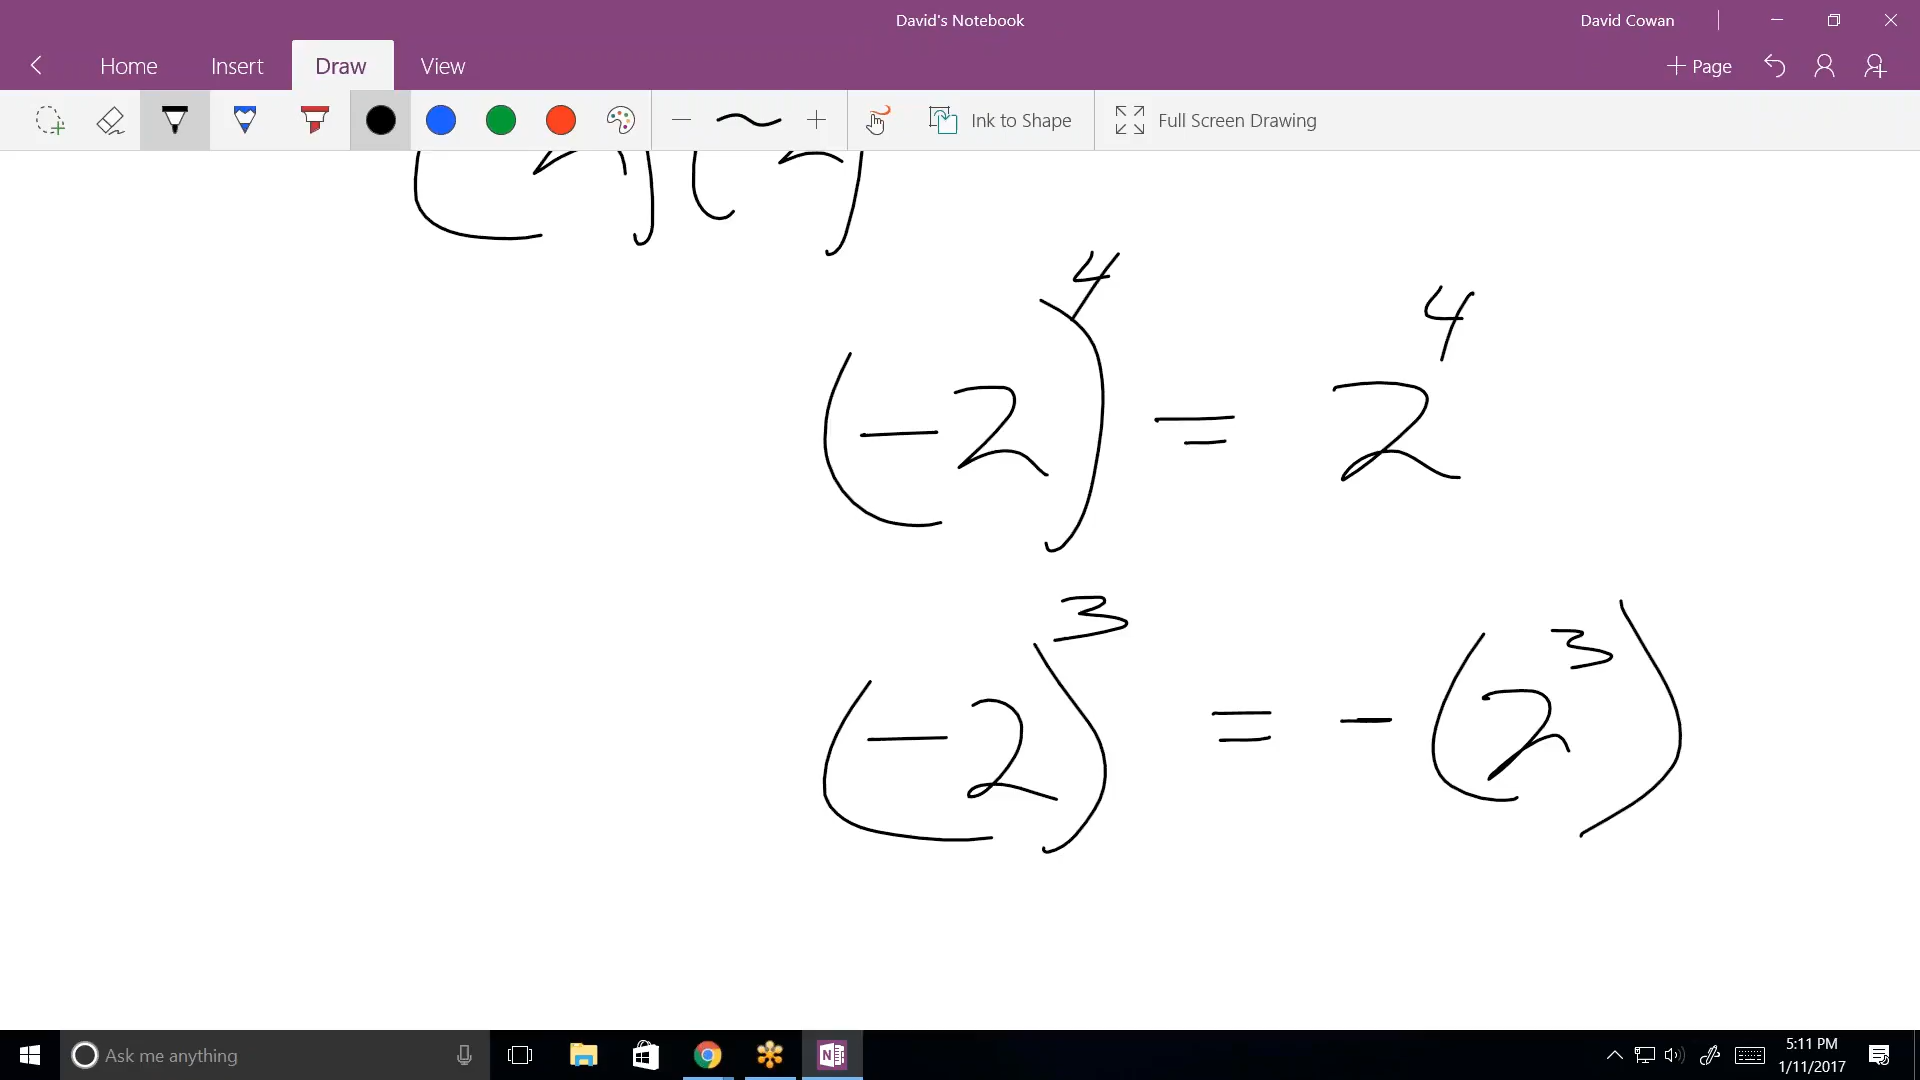 David's Notebook
David Cowan
Home Insert Draw View
Page
Ink to Shape
Full Screen Drawing
(-2)⁴ = 2⁴
(-2)³ = -(2³)
Ask me anything
N
5:11 PM
1/11/2017